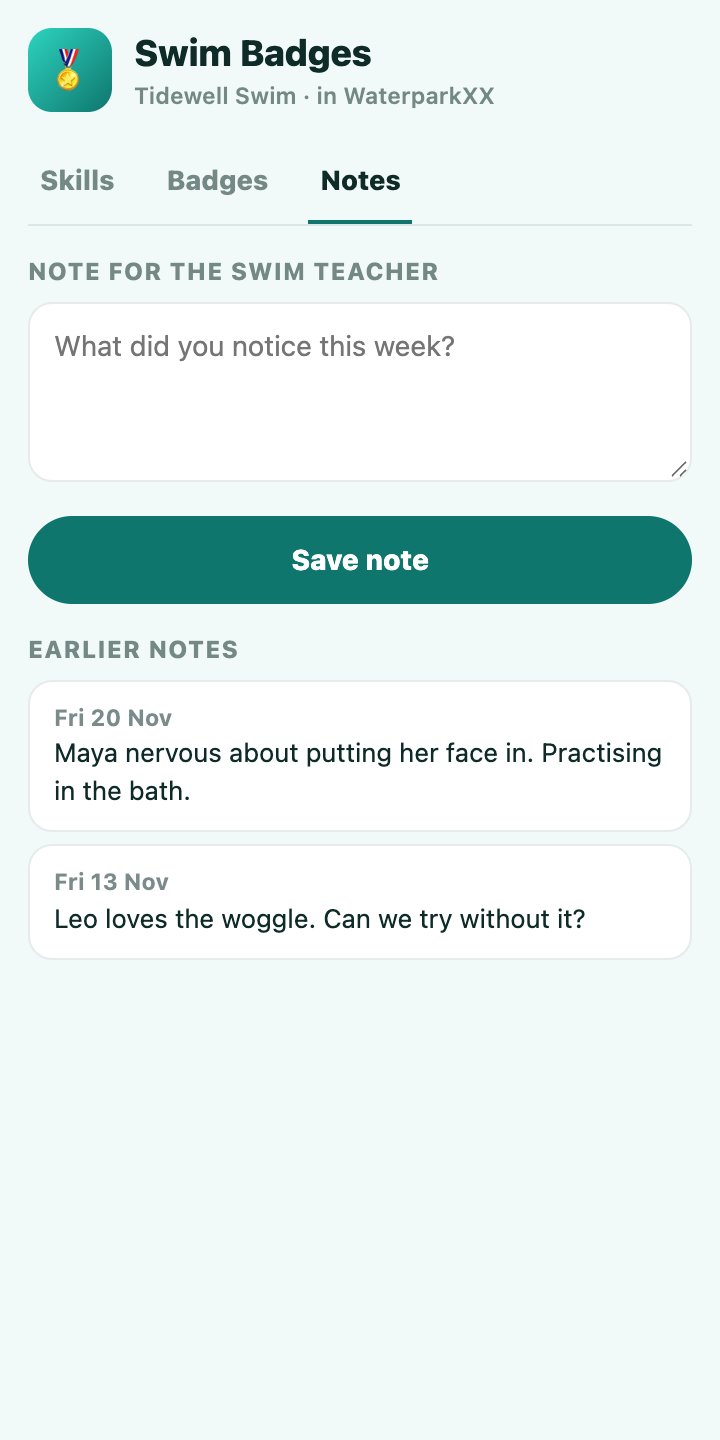 Swim Badges
Tidewell Swim · in WaterparkXX
Skills Badges Notes
NOTE FOR THE SWIM TEACHER
What did you notice this week?
Save note
EARLIER NOTES
Fri 20 Nov
Maya nervous about putting her face in. Practising
in the bath.
Fri 13 Nov
Leo loves the woggle. Can we try without it?